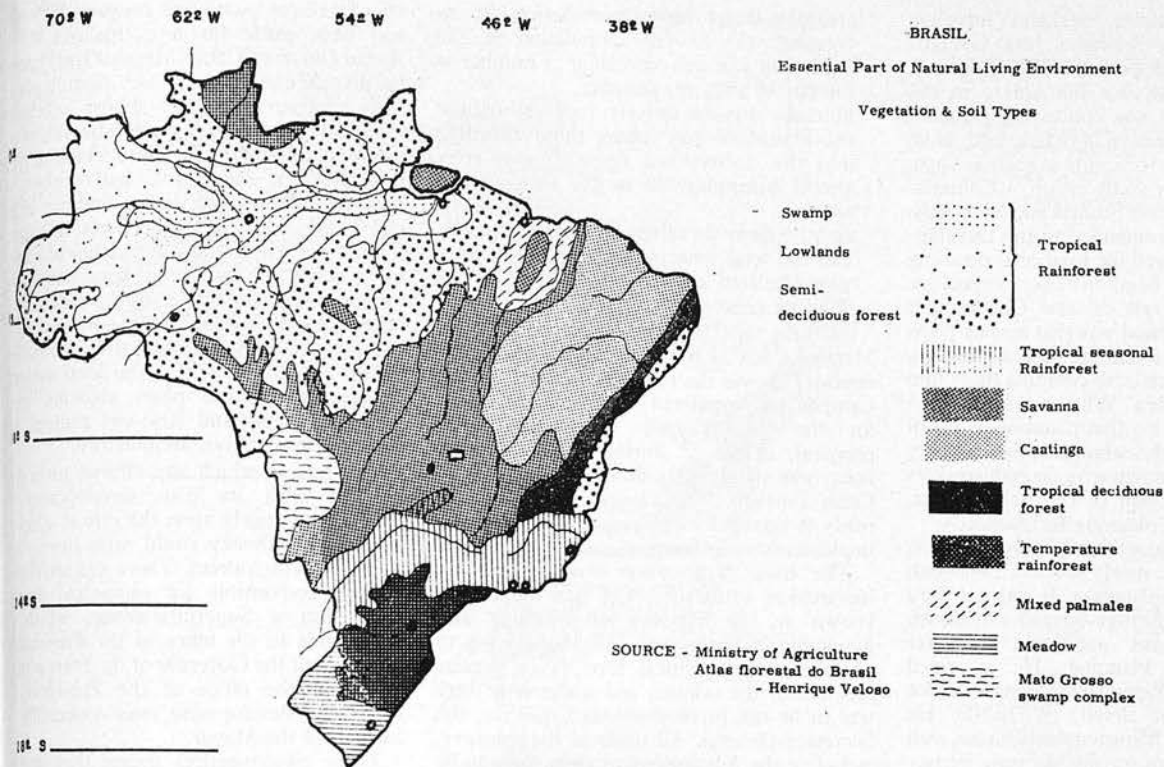 70º W 62º W 54º W 46º W 38º W
BRASIL
Essential Part of Natural Living Environment
Vegetation & Soil Types
Swamp
Lowlands
Semi-
deciduous forest
Tropical
Rainforest
Tropical seasonal
Rainforest
Savanna
Caatinga
Tropical deciduous
forest
Temperature
rainforest
Mixed palmales
Meadow
Mato Grosso
swamp complex
14º S
18º S
SOURCE - Ministry of Agriculture
Atlas florestal do Brasil
- Henrique Veloso